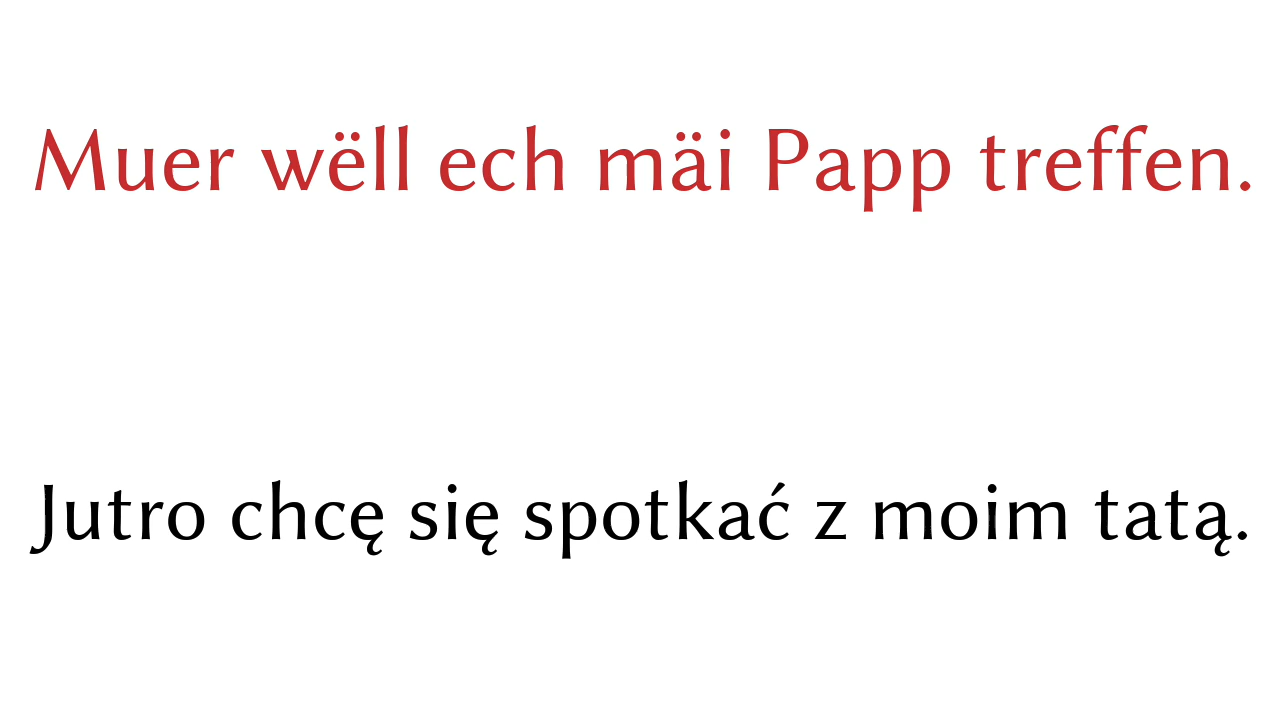 Muer wëll ech mäi Papp treffen.
Jutro chcę się spotkać z moim tatą.